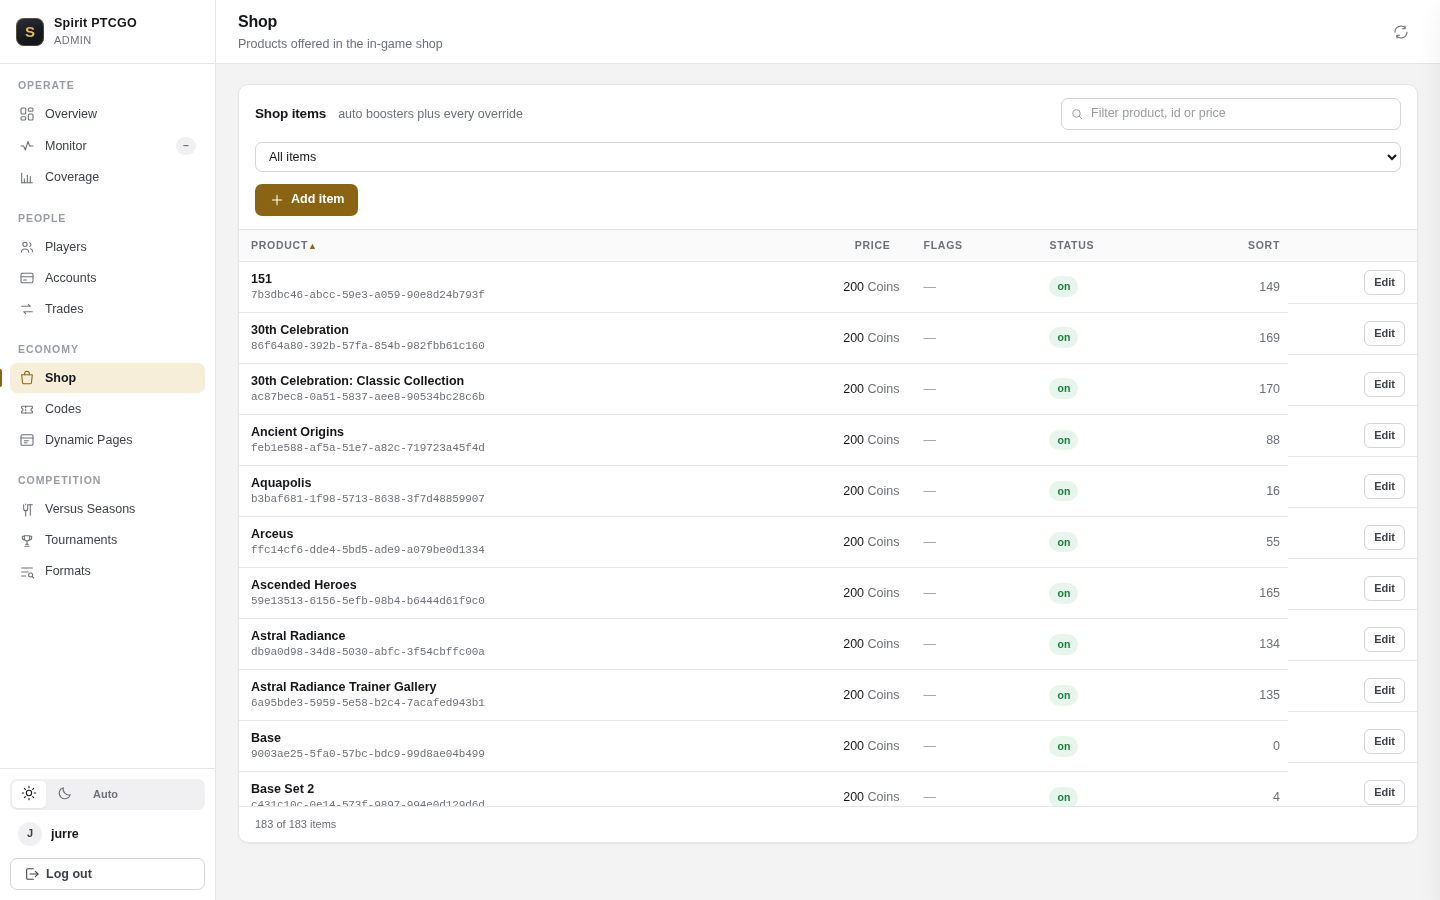 S
Spirit PTCGO
ADMIN
OPERATE
Overview
Monitor
–
Coverage
PEOPLE
Players
Accounts
Trades
ECONOMY
Shop
Codes
Dynamic Pages
COMPETITION
Versus Seasons
Tournaments
Formats
Auto
J
jurre
Log out
Shop
Products offered in the in-game shop
Shop items auto boosters plus every override
Filter product, id or price
All items
Add item
PRODUCT▲ PRICE FLAGS STATUS SORT
151
7b3dbc46-abcc-59e3-a059-90e8d24b793f
200 Coins — on 149 Edit
30th Celebration
86f64a80-392b-57fa-854b-982fbb61c160
200 Coins — on 169 Edit
30th Celebration: Classic Collection
ac87bec8-0a51-5837-aee8-90534bc28c6b
200 Coins — on 170 Edit
Ancient Origins
feb1e588-af5a-51e7-a82c-719723a45f4d
200 Coins — on 88 Edit
Aquapolis
b3baf681-1f98-5713-8638-3f7d48859907
200 Coins — on 16 Edit
Arceus
ffc14cf6-dde4-5bd5-ade9-a079be0d1334
200 Coins — on 55 Edit
Ascended Heroes
59e13513-6156-5efb-98b4-b6444d61f9c0
200 Coins — on 165 Edit
Astral Radiance
db9a0d98-34d8-5030-abfc-3f54cbffc00a
200 Coins — on 134 Edit
Astral Radiance Trainer Gallery
6a95bde3-5959-5e58-b2c4-7acafed943b1
200 Coins — on 135 Edit
Base
9003ae25-5fa0-57bc-bdc9-99d8ae04b499
200 Coins — on 0 Edit
Base Set 2
c431c10c-0e14-573f-9897-994e0d129d6d
200 Coins — on 4 Edit
183 of 183 items